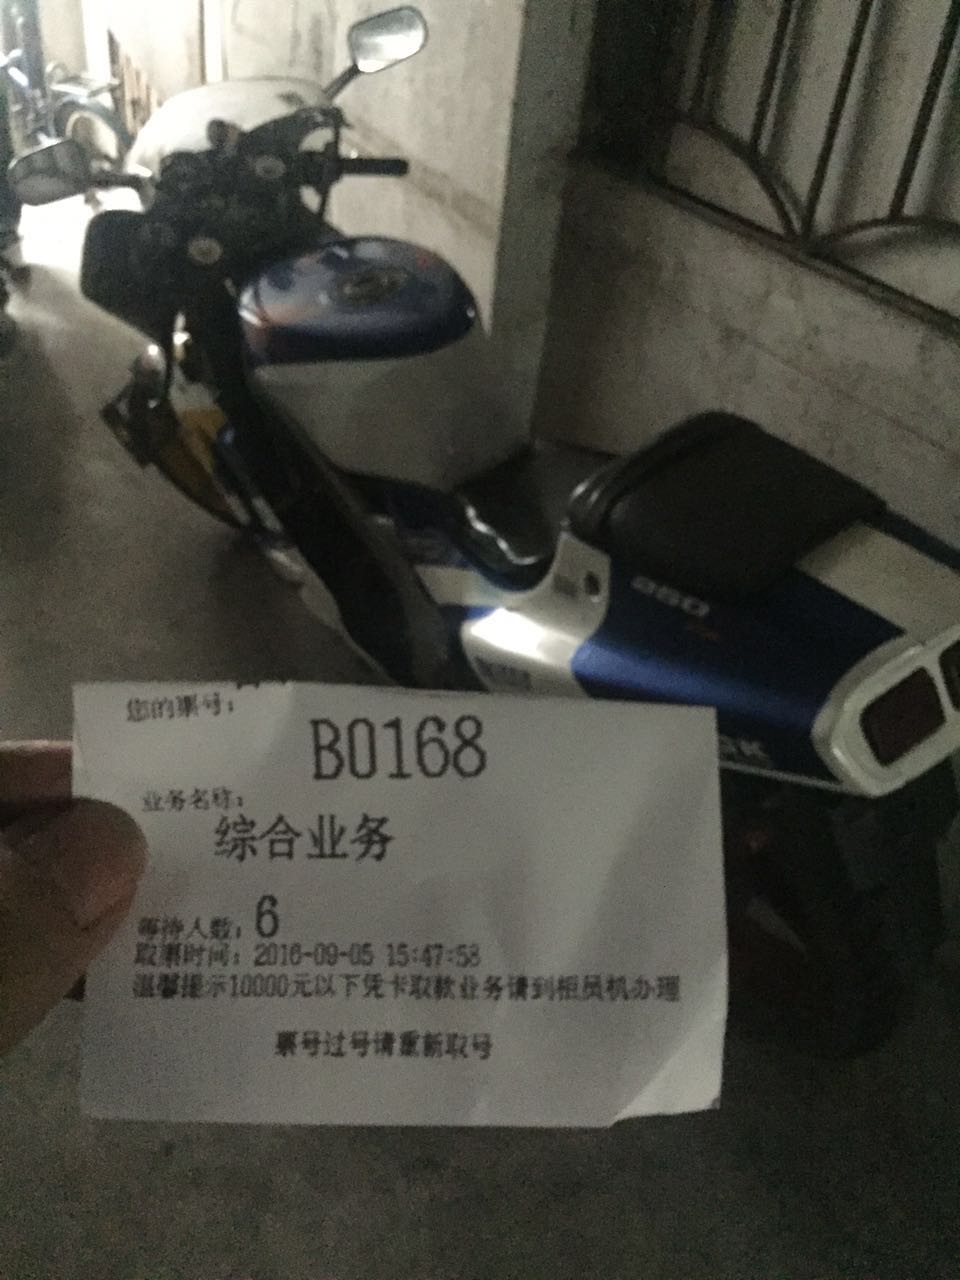 您的票号：
B0168
业务名称：
综合业务
等待人数：6
取票时间：2016-09-05 15:47:58
温馨提示10000元以下凭卡取款业务请到柜员机办理
票号过号请重新取号
250
SK